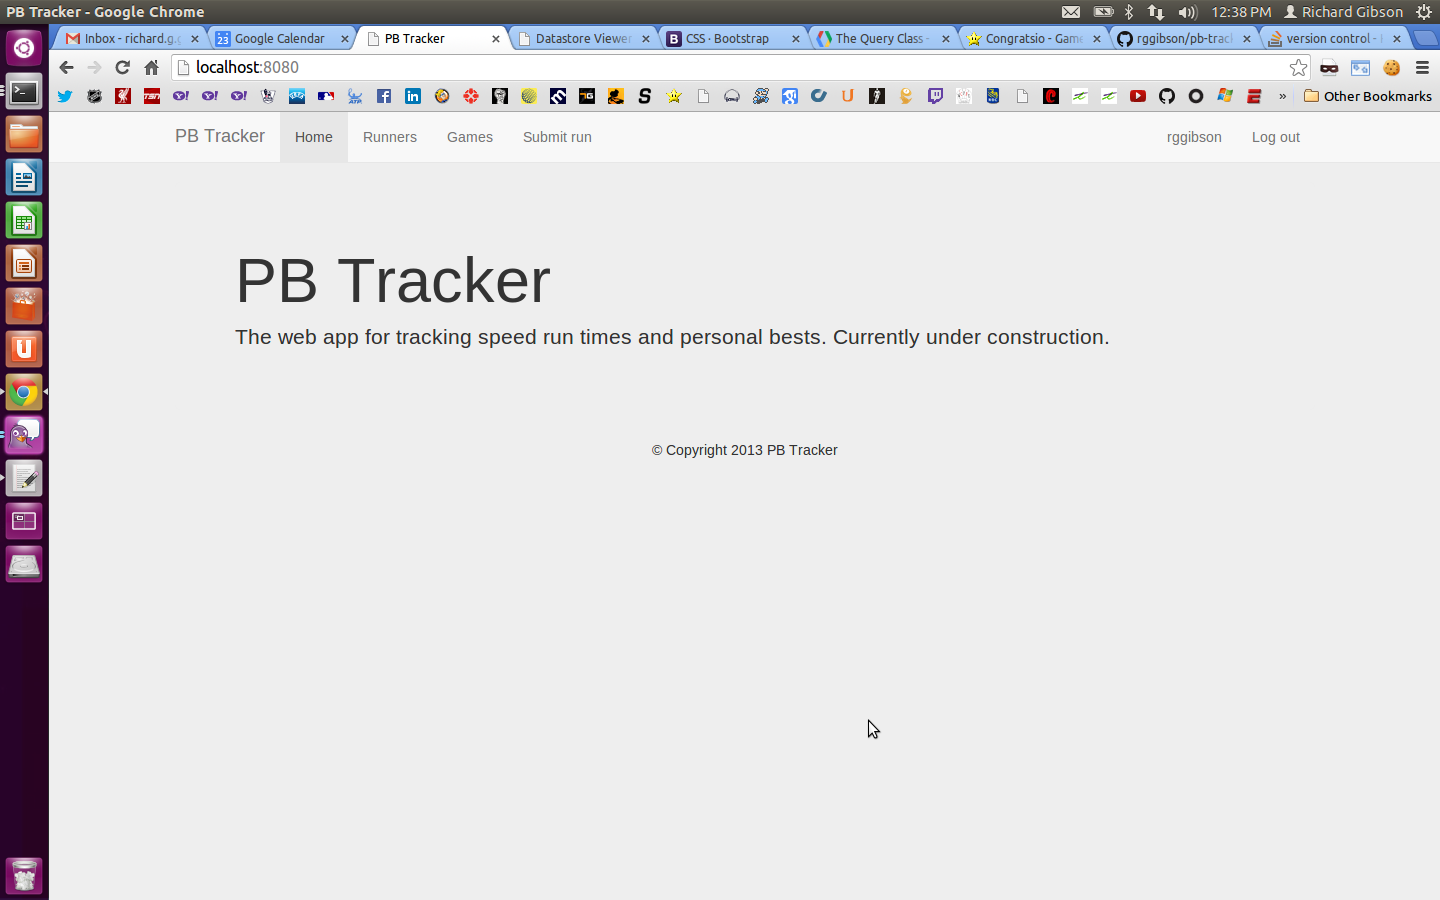 PB Tracker - Google Chrome
12:38 PM
Richard Gibson
Inbox - richard.g.
Google Calendar
PB Tracker
Datastore Viewer
CSS · Bootstrap
The Query Class -
Congratsio - Game
rggibson/pb-track
version control -
localhost:8080
Other Bookmarks
PB Tracker
Home
Runners
Games
Submit run
rggibson
Log out
PB Tracker
The web app for tracking speed run times and personal bests. Currently under construction.
© Copyright 2013 PB Tracker